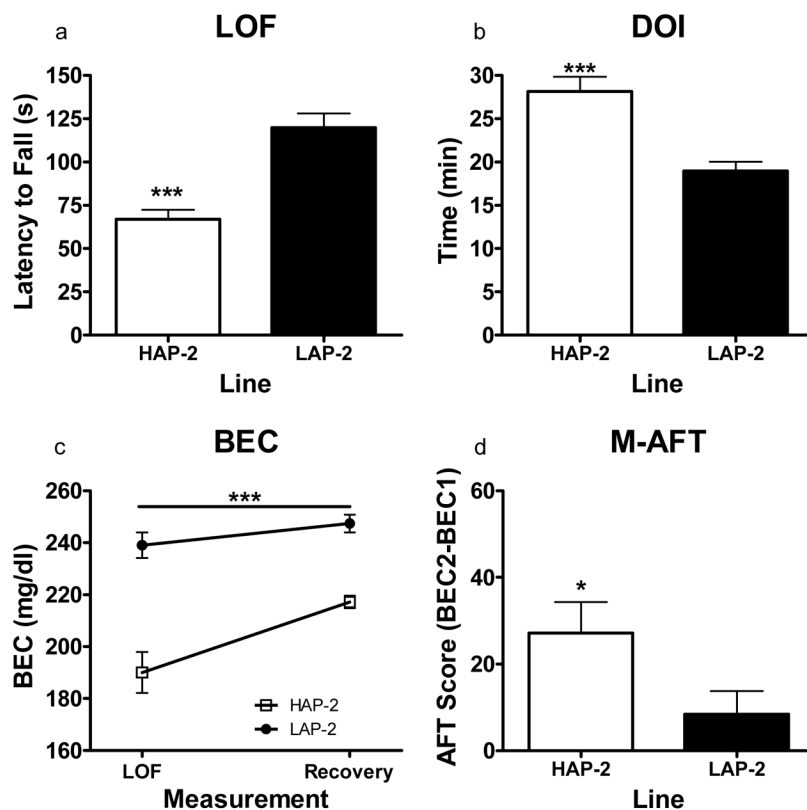 a
LOF
Latency to Fall (s)
150
125
100
75
50
25
0
***
HAP-2
LAP-2
Line
b
DOI
Time (min)
30
25
20
15
10
5
0
***
HAP-2
LAP-2
Line
c
BEC
BEC (mg/dl)
260
240
220
200
180
160
***
HAP-2
LAP-2
LOF
Recovery
Measurement
d
M-AFT
AFT Score (BEC2-BEC1)
60
40
20
0
*
HAP-2
LAP-2
Line